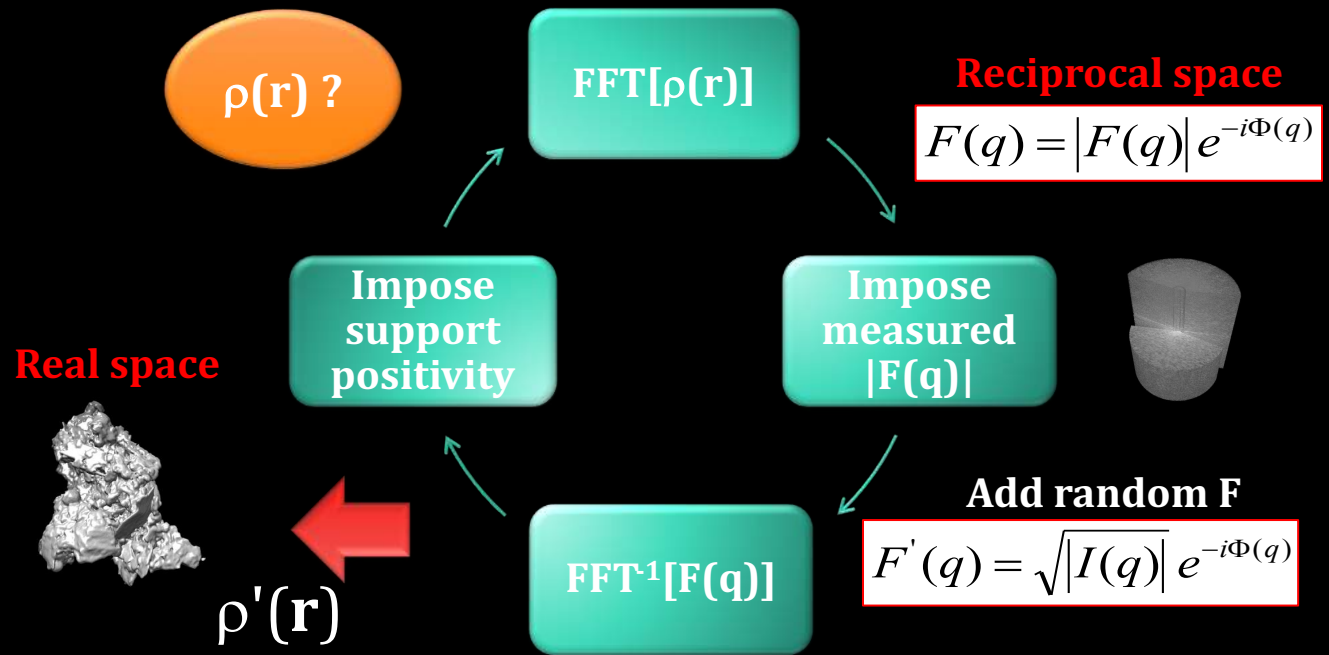 ρ(r) ?
FFT[ρ(r)]
Reciprocal space
F(q) = |F(q)| e^{-iΦ(q)}
Impose
support
positivity
Impose
measured
|F(q)|
Real space
Add random F
F'(q) = √|I(q)| e^{-iΦ(q)}
FFT⁻¹[F(q)]
ρ'(r)